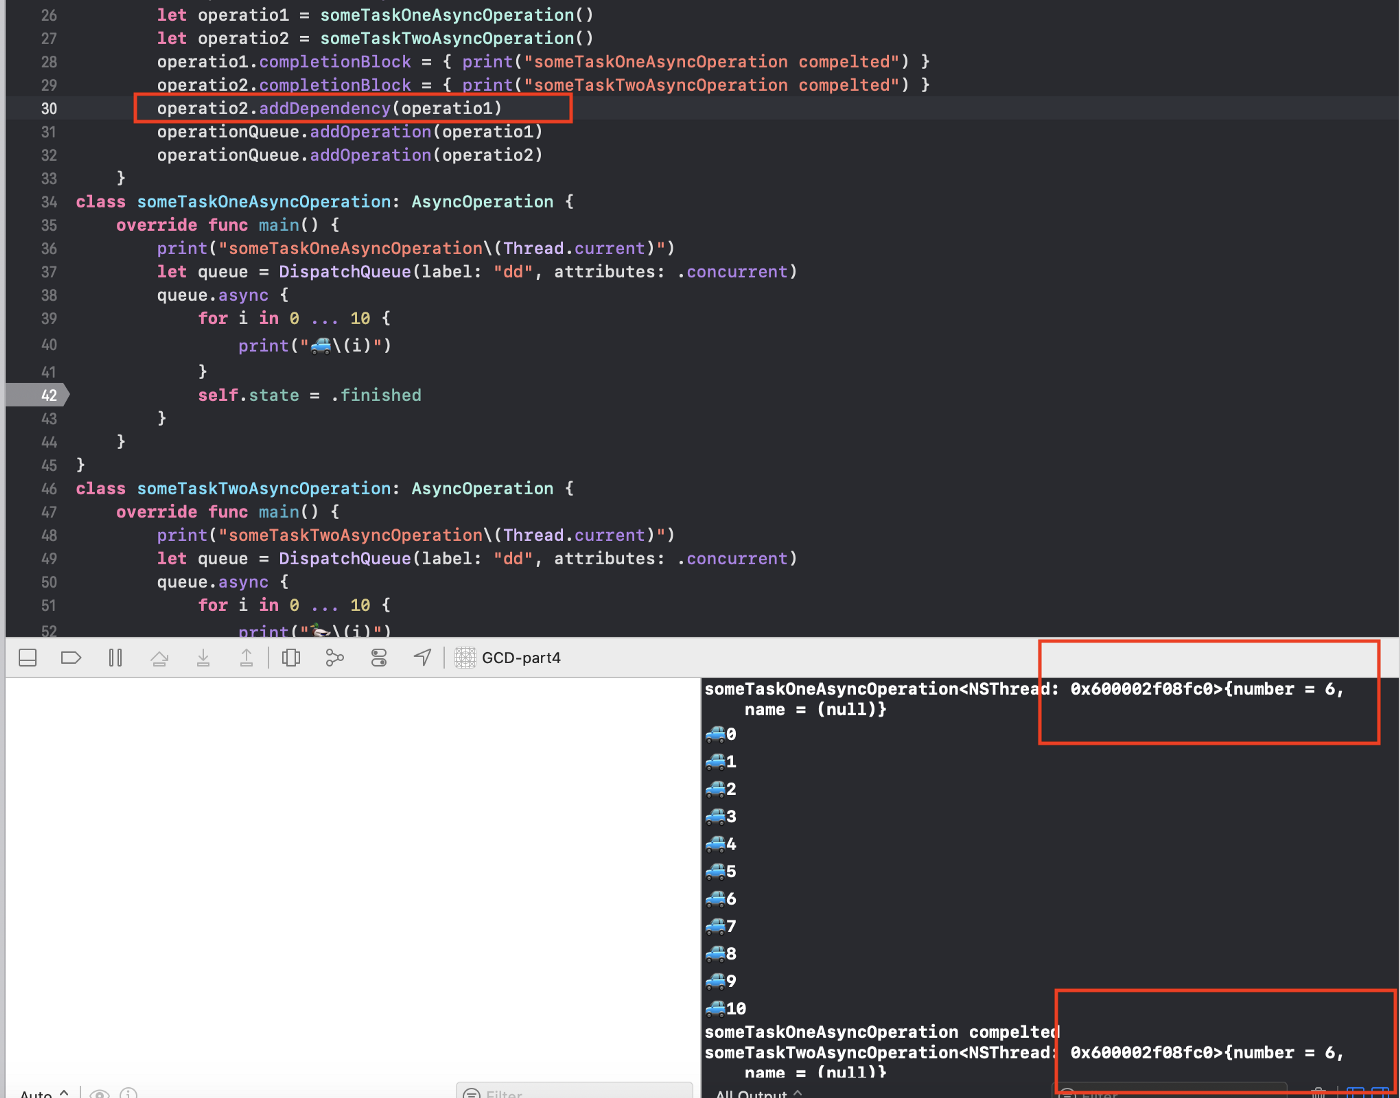 26 let operatio1 = someTaskOneAsyncOperation()
27 let operatio2 = someTaskTwoAsyncOperation()
28 operatio1.completionBlock = { print("someTaskOneAsyncOperation compelted") }
29 operatio2.completionBlock = { print("someTaskTwoAsyncOperation compelted") }
30 operatio2.addDependency(operatio1)
31 operationQueue.addOperation(operatio1)
32 operationQueue.addOperation(operatio2)
33 }
34 class someTaskOneAsyncOperation: AsyncOperation {
35 override func main() {
36 print("someTaskOneAsyncOperation\(Thread.current)")
37 let queue = DispatchQueue(label: "dd", attributes: .concurrent)
38 queue.async {
39 for i in 0 ... 10 {
40 print("🚙\(i)")
41 }
42 self.state = .finished
43 }
44 }
45 }
46 class someTaskTwoAsyncOperation: AsyncOperation {
47 override func main() {
48 print("someTaskTwoAsyncOperation\(Thread.current)")
49 let queue = DispatchQueue(label: "dd", attributes: .concurrent)
50 queue.async {
51 for i in 0 ... 10 {
52 print("🦆\(i)")
GCD-part4
someTaskOneAsyncOperation<NSThread: 0x600002f08fc0>{number = 6,
name = (null)}
🚙0
🚙1
🚙2
🚙3
🚙4
🚙5
🚙6
🚙7
🚙8
🚙9
🚙10
someTaskOneAsyncOperation compelted
someTaskTwoAsyncOperation<NSThread: 0x600002f08fc0>{number = 6,
name = (null)}
Auto
Filter
All Output
Filter